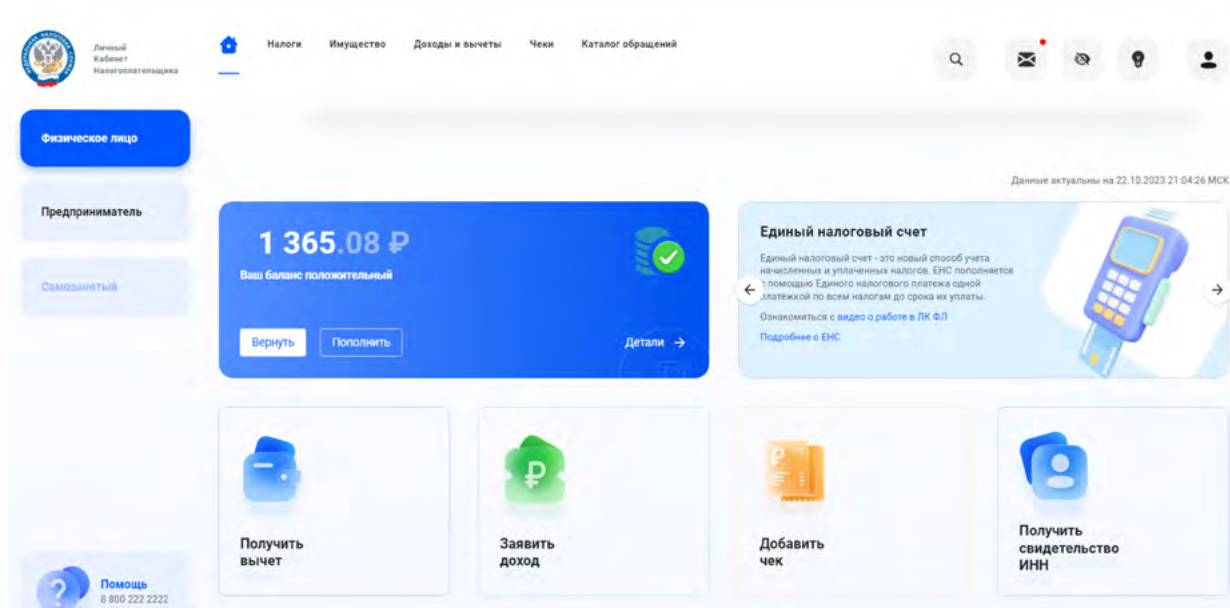 Личный
Кабинет
Налогоплательщика
Налоги
Имущество
Доходы и вычеты
Чеки
Каталог обращений
Физическое лицо
Предприниматель
Самозанятый
Данные актуальны на 22.10.2023 21:04:26 МСК
1 365.08 ₽
Ваш баланс положительный
Вернуть
Пополнить
Детали →
Единый налоговый счет
Единый налоговый счет - это новый способ учета
начисленных и уплаченных налогов. ЕНС пополняется
с помощью Единого налогового платежа одной
платежкой по всем налогам до срока их уплаты.
Ознакомиться с видео о работе в ЛК ФЛ
Подробнее о ЕНС
Получить
вычет
Заявить
доход
Добавить
чек
Получить
свидетельство
ИНН
Помощь
8 800 222 2222